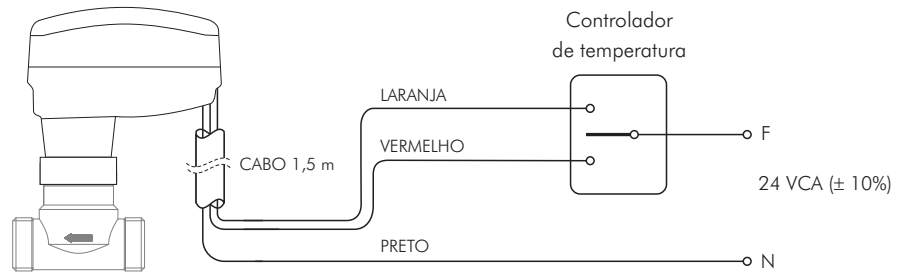 Controlador
de temperatura
LARANJA
F
VERMELHO
CABO 1,5 m
24 VCA (± 10%)
PRETO
N